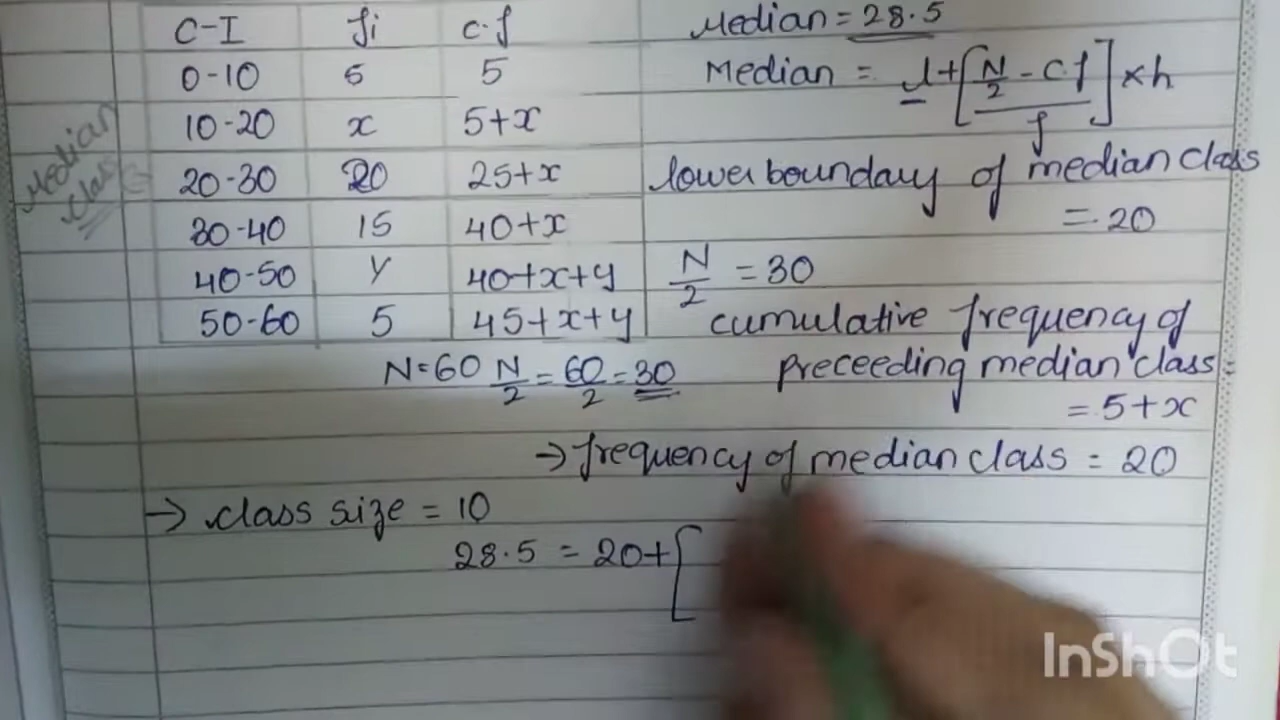 C-I fi c.f
0-10 5 5
10-20 x 5+x
20-30 20 25+x
30-40 15 40+x
40-50 y 40+x+y
50-60 5 45+x+y
Median class
N=60 N/2 = 60/2 = 30
Median = 28.5
Median = l+[N/2 - cf / f] × h
lower boundary of median class
= 20
N/2 = 30
cumulative frequency of
preceeding median class =
= 5+x
→ frequency of median class = 20
→ class size = 10
28.5 = 20+[
InShOt